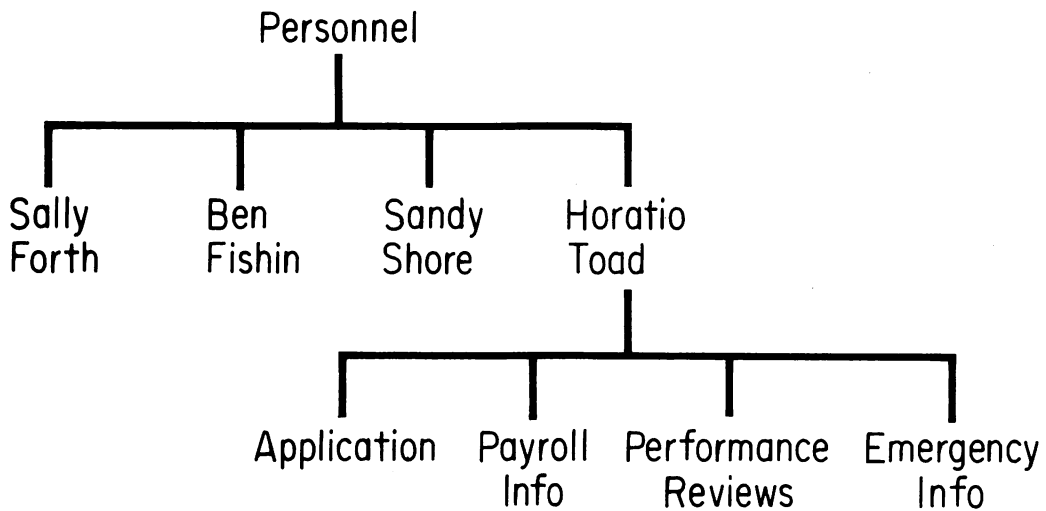 Personnel
Sally
Forth
Ben
Fishin
Sandy
Shore
Horatio
Toad
Application
Payroll
Info
Performance
Reviews
Emergency
Info